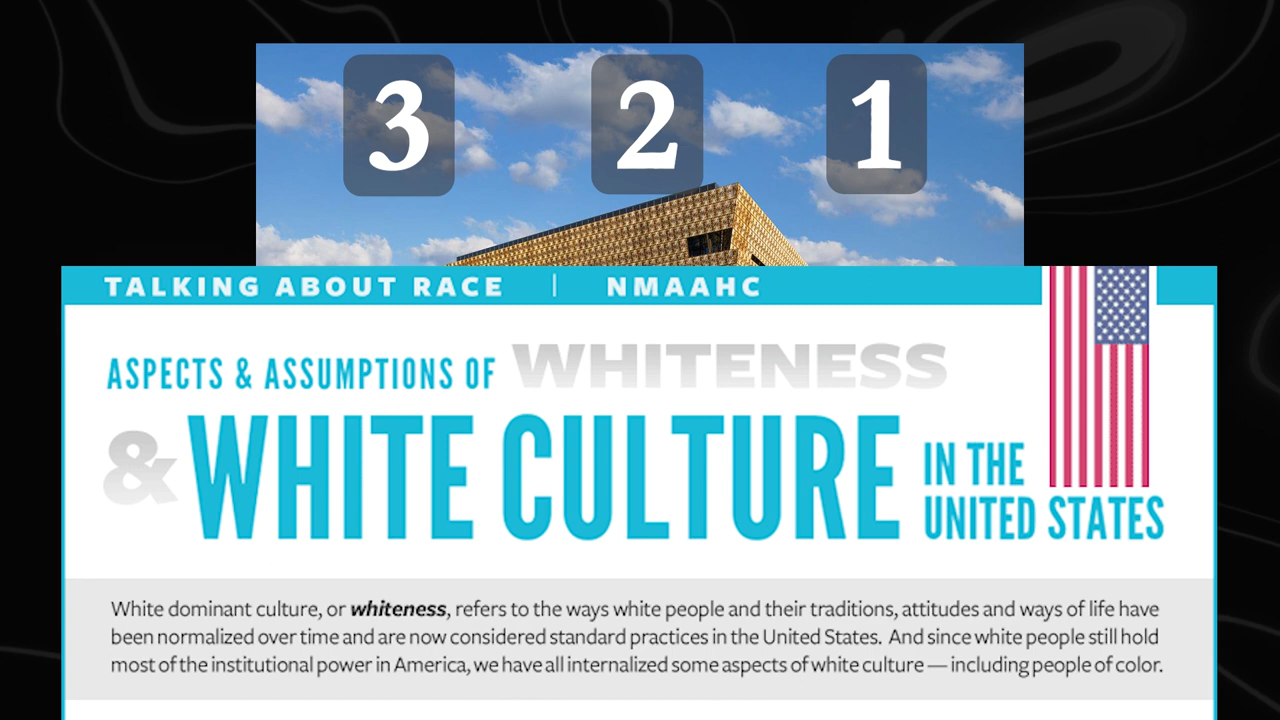 3 2 1
TALKING ABOUT RACE | NMAAHC
ASPECTS & ASSUMPTIONS OF WHITENESS
& WHITE CULTURE IN THE
UNITED STATES
White dominant culture, or whiteness, refers to the ways white people and their traditions, attitudes and ways of life have
been normalized over time and are now considered standard practices in the United States. And since white people still hold
most of the institutional power in America, we have all internalized some aspects of white culture — including people of color.